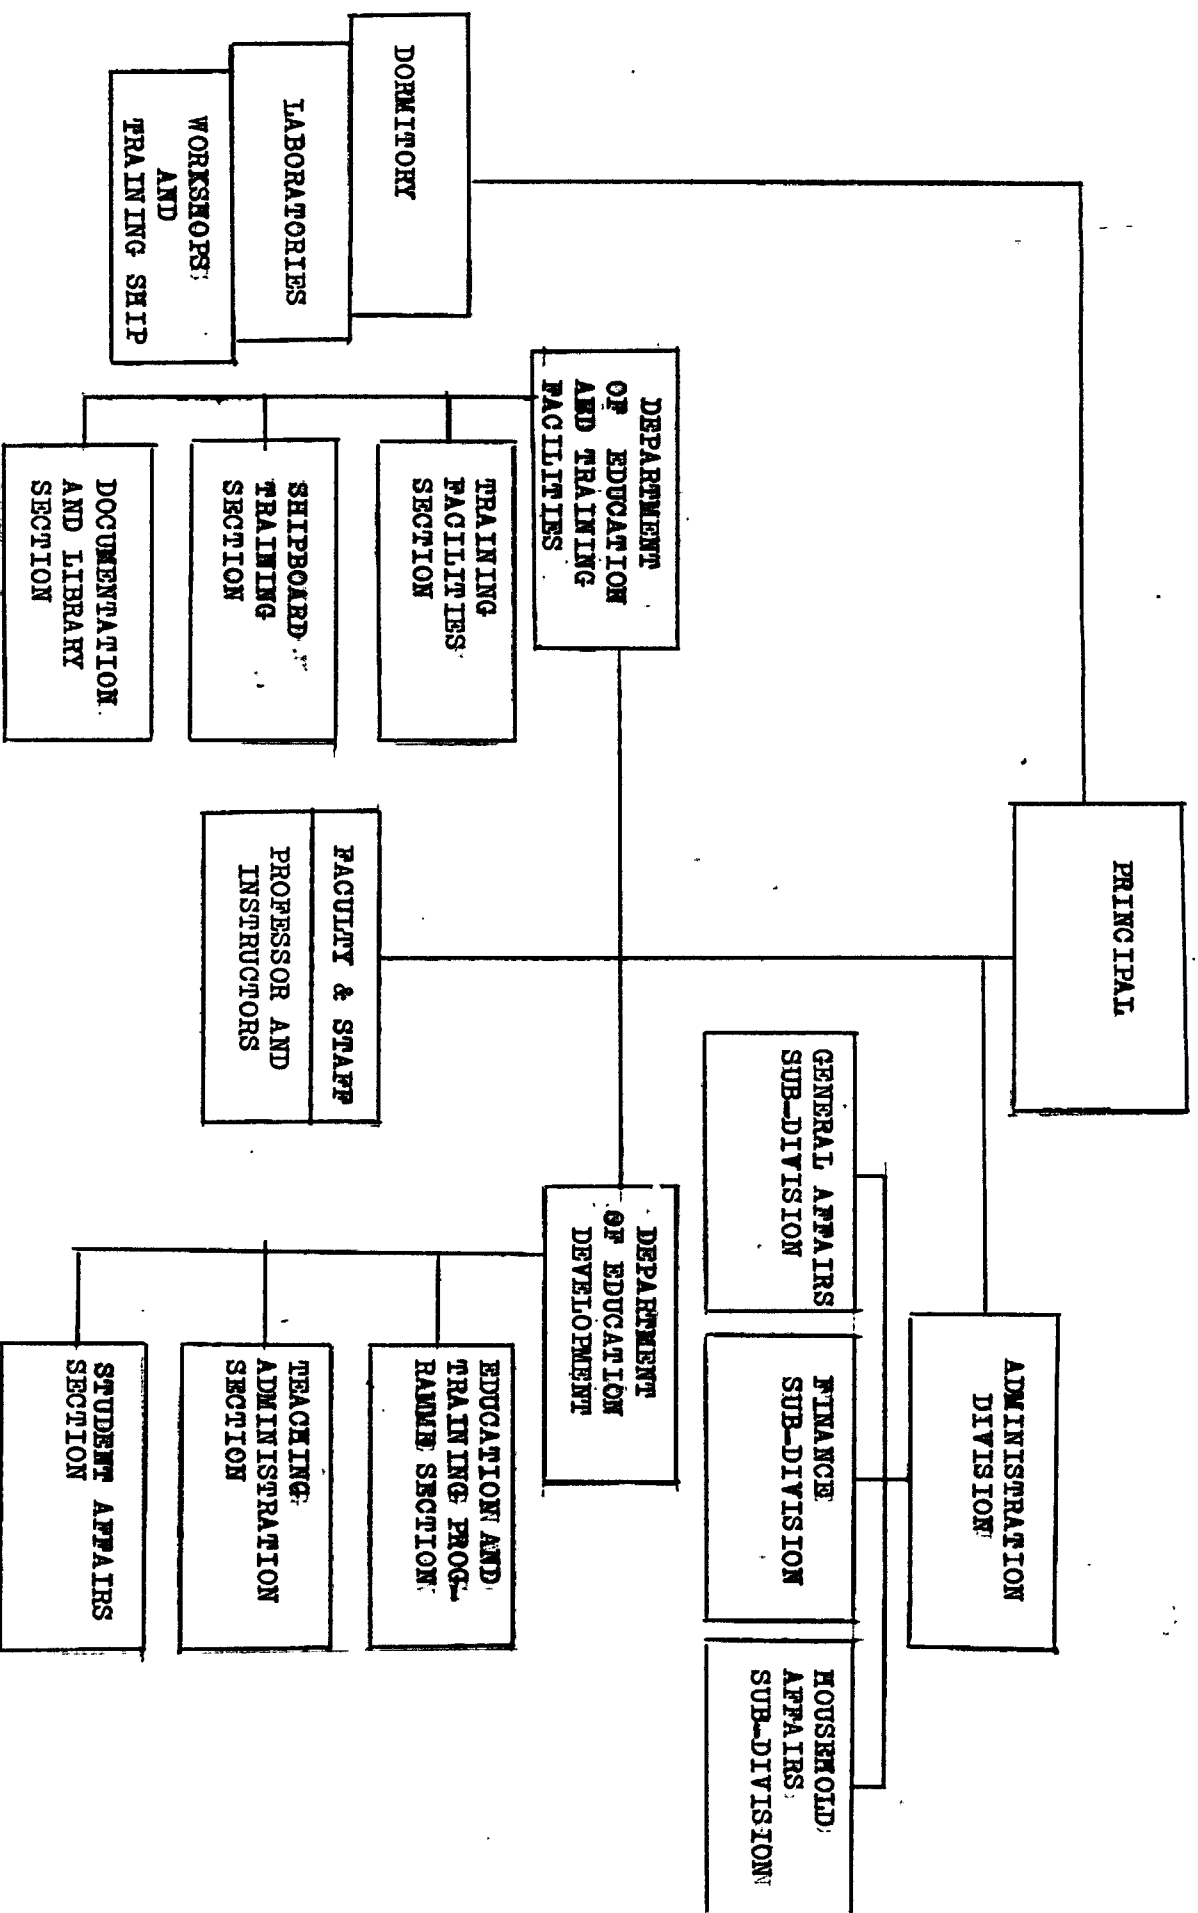 PRINCIPAL
ADMINISTRATION
DIVISION
GENERAL AFFAIRS
SUB-DIVISION
FINANCE
SUB-DIVISION
HOUSEHOLD
AFFAIRS
SUB-DIVISION
DEPARTMENT
OF EDUCATION
AND TRAINING
FACILITIES
DEPARTMENT
OF EDUCATION
DEVELOPMENT
DORMITORY
LABORATORIES
WORKSHOPS
AND
TRAINING SHIP
TRAINING
FACILITIES
SECTION
SHIPBOARD
TRAINING
SECTION
DOCUMENTATION
AND LIBRARY
SECTION
FACULTY & STAFF
PROFESSOR AND
INSTRUCTORS
EDUCATION AND
TRAINING PROG-
RAMME SECTION
TEACHING
ADMINISTRATION
SECTION
STUDENT AFFAIRS
SECTION